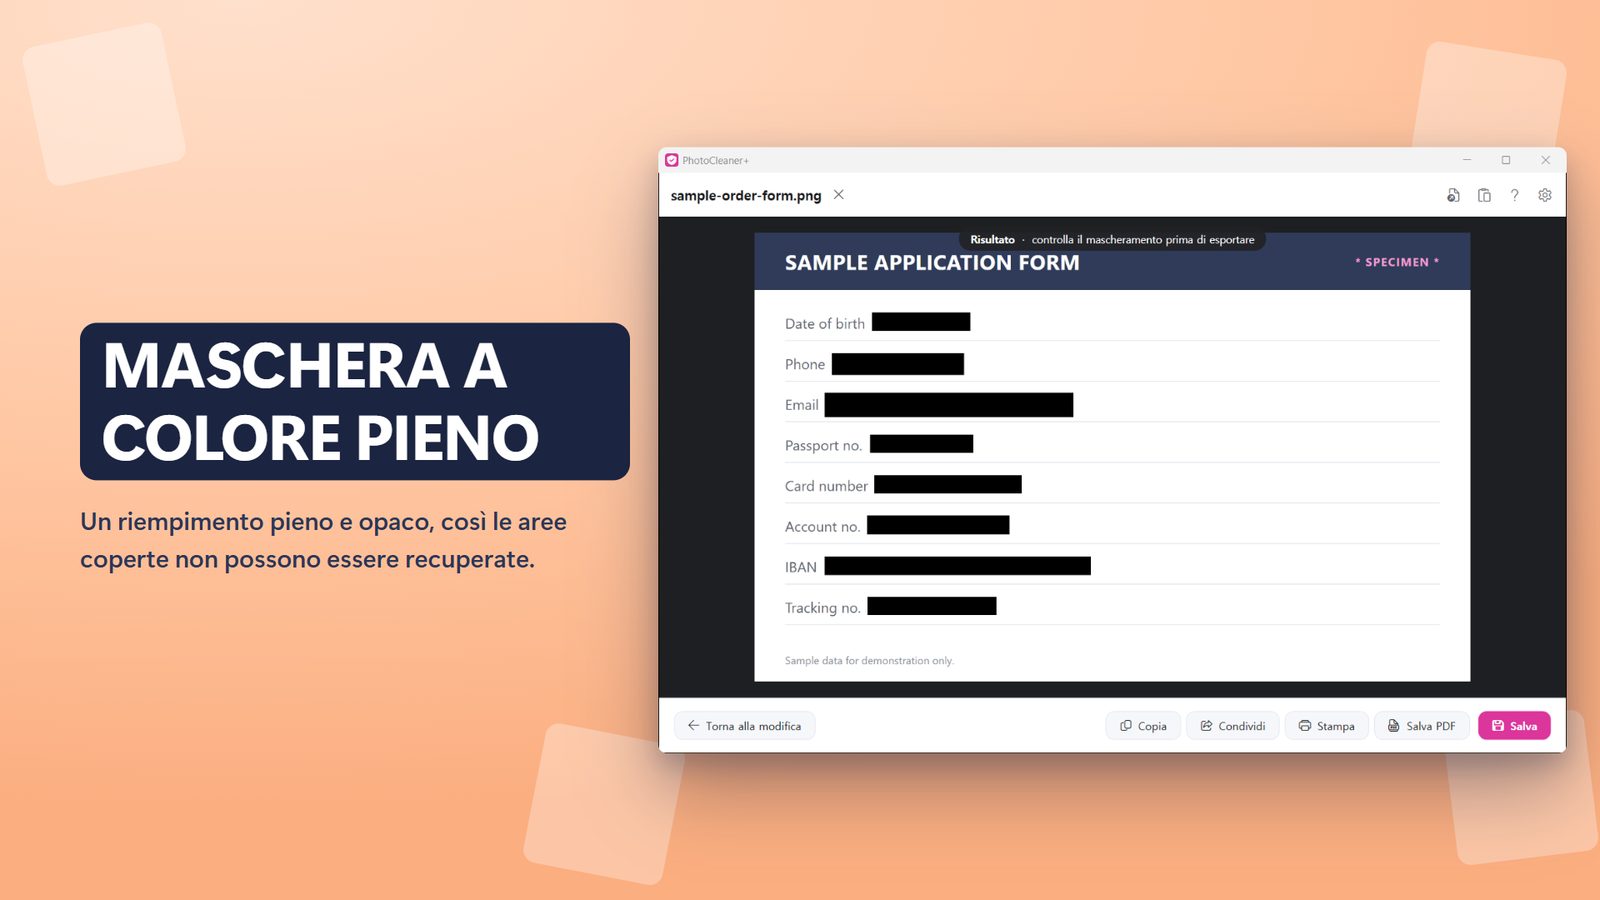 MASCHERA A
COLORE PIENO
Un riempimento pieno e opaco, così le aree
coperte non possono essere recuperate.
PhotoCleaner+
sample-order-form.png
Risultato · controlla il mascheramento prima di esportare
SAMPLE APPLICATION FORM
* SPECIMEN *
Date of birth
Phone
Email
Passport no.
Card number
Account no.
IBAN
Tracking no.
Sample data for demonstration only.
Torna alla modifica
Copia
Condividi
Stampa
Salva PDF
Salva